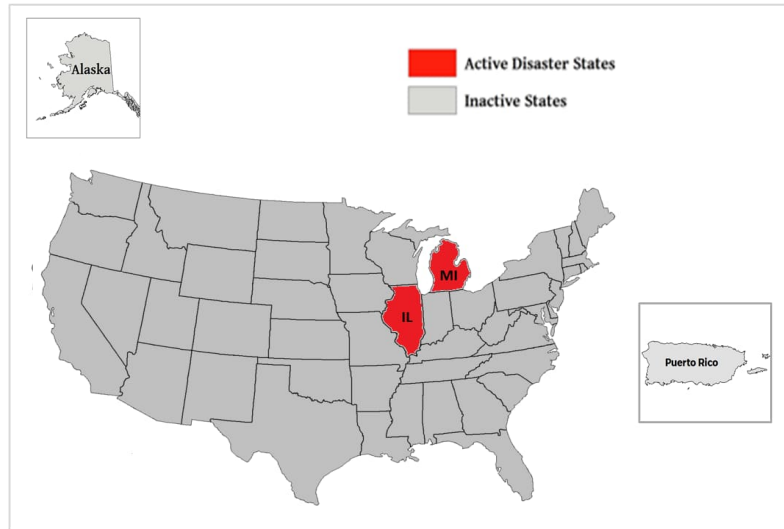 Alaska
Active Disaster States
Inactive States
MI
IL
Puerto Rico